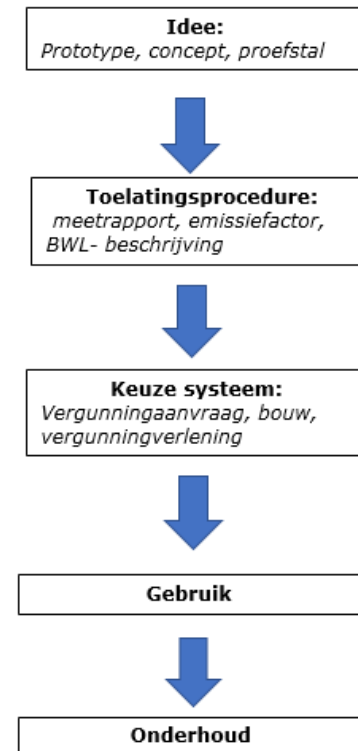 Idee:
Prototype, concept, proefstal
Toelatingsprocedure:
meetrapport, emissiefactor,
BWL- beschrijving
Keuze systeem:
Vergunningaanvraag, bouw,
vergunningverlening
Gebruik
Onderhoud